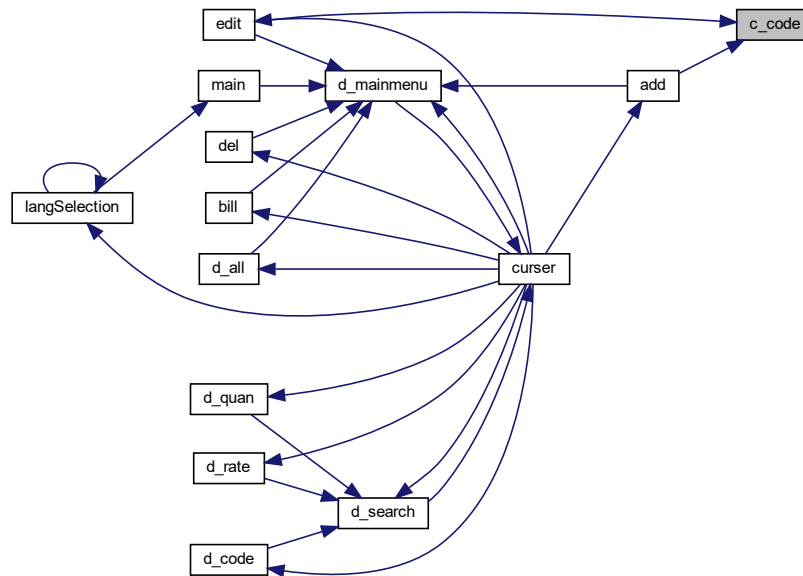 edit
c_code
main
d_mainmenu
add
del
langSelection
bill
d_all
curser
d_quan
d_rate
d_search
d_code